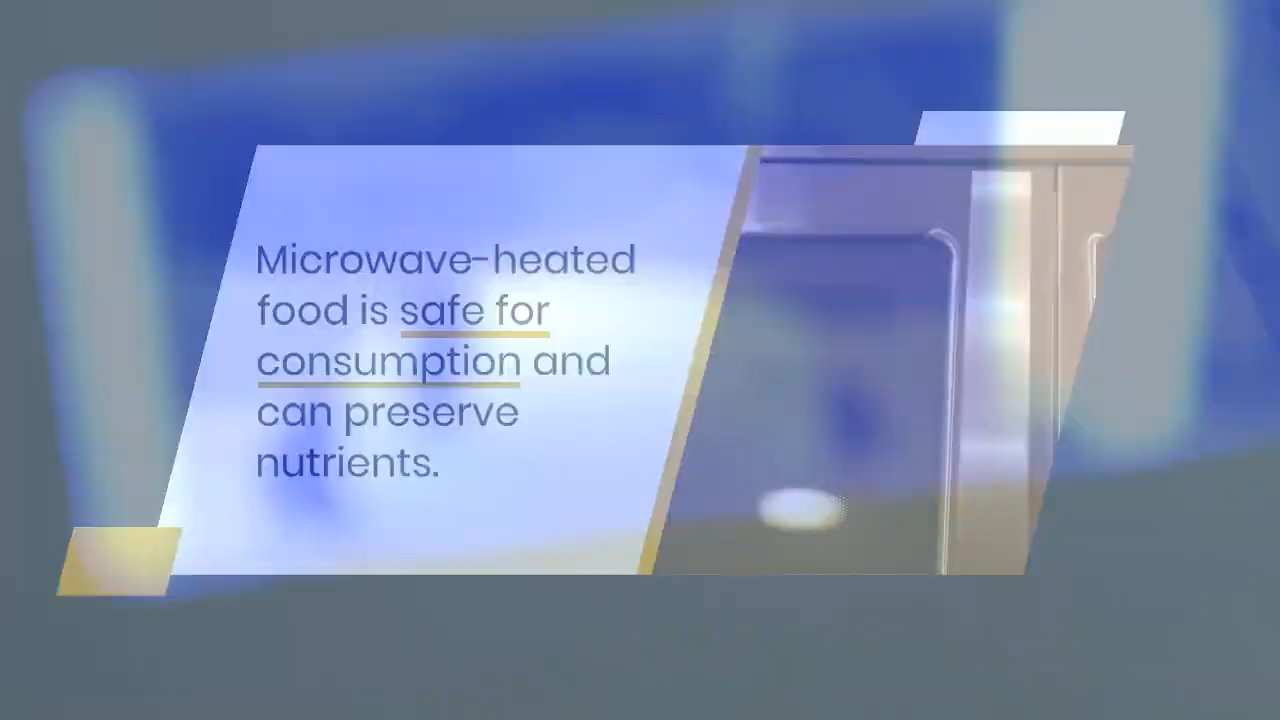 Microwave-heated
food is safe for
consumption and
can preserve
nutrients.